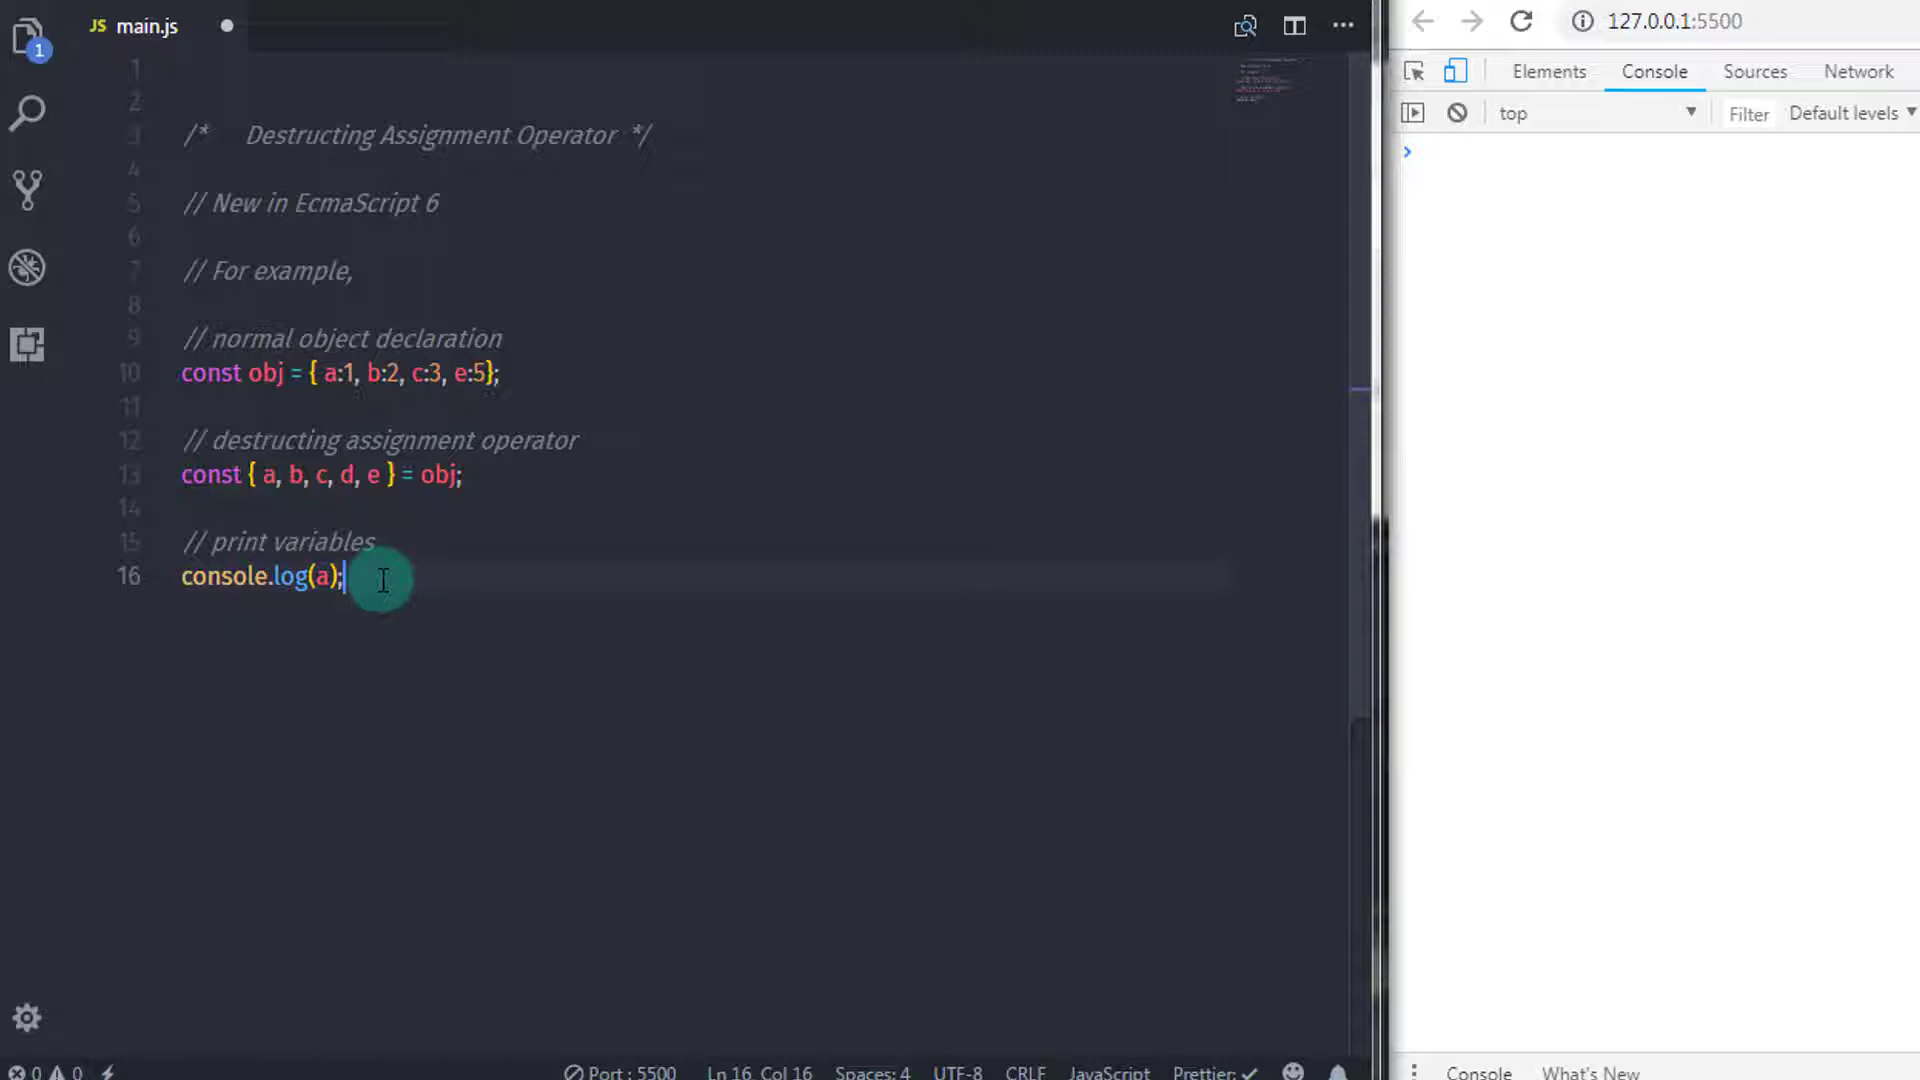 JS main.js
1
2
3 /* Destructing Assignment Operator */
4
5 // New in EcmaScript 6
6
7 // For example,
8
9 // normal object declaration
10 const obj = { a:1, b:2, c:3, e:5};
11
12 // destructing assignment operator
13 const { a, b, c, d, e } = obj;
14
15 // print variables
16 console.log(a);
1
0 0 Port : 5500 Ln 16, Col 16 Spaces: 4 UTF-8 CRLF JavaScript Prettier: ✓
127.0.0.1:5500
Elements Console Sources Network
top Filter Default levels
Console What's New